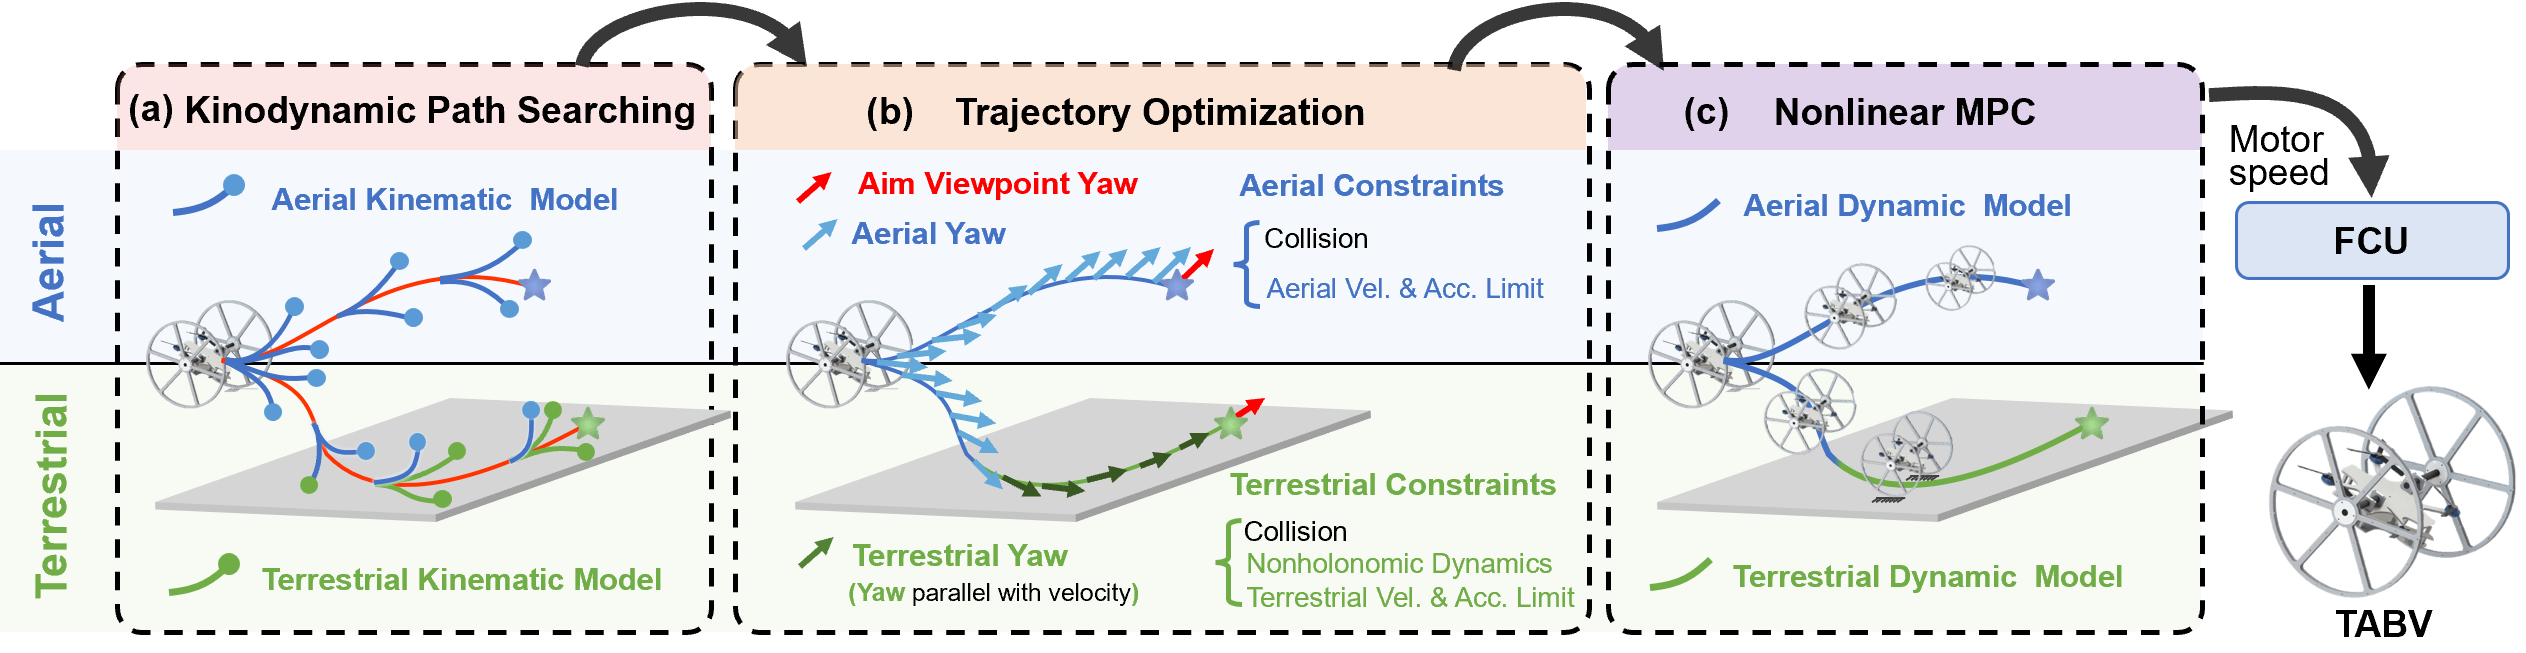 (a) Kinodynamic Path Searching
(b) Trajectory Optimization
(c) Nonlinear MPC
Motor
speed
FCU
TABV
Aerial
Terrestrial
Aerial Kinematic Model
Terrestrial Kinematic Model
Aim Viewpoint Yaw
Aerial Yaw
Aerial Constraints
Collision
Aerial Vel. & Acc. Limit
Terrestrial Yaw
(Yaw parallel with velocity)
Terrestrial Constraints
Collision
Nonholonomic Dynamics
Terrestrial Vel. & Acc. Limit
Aerial Dynamic Model
Terrestrial Dynamic Model